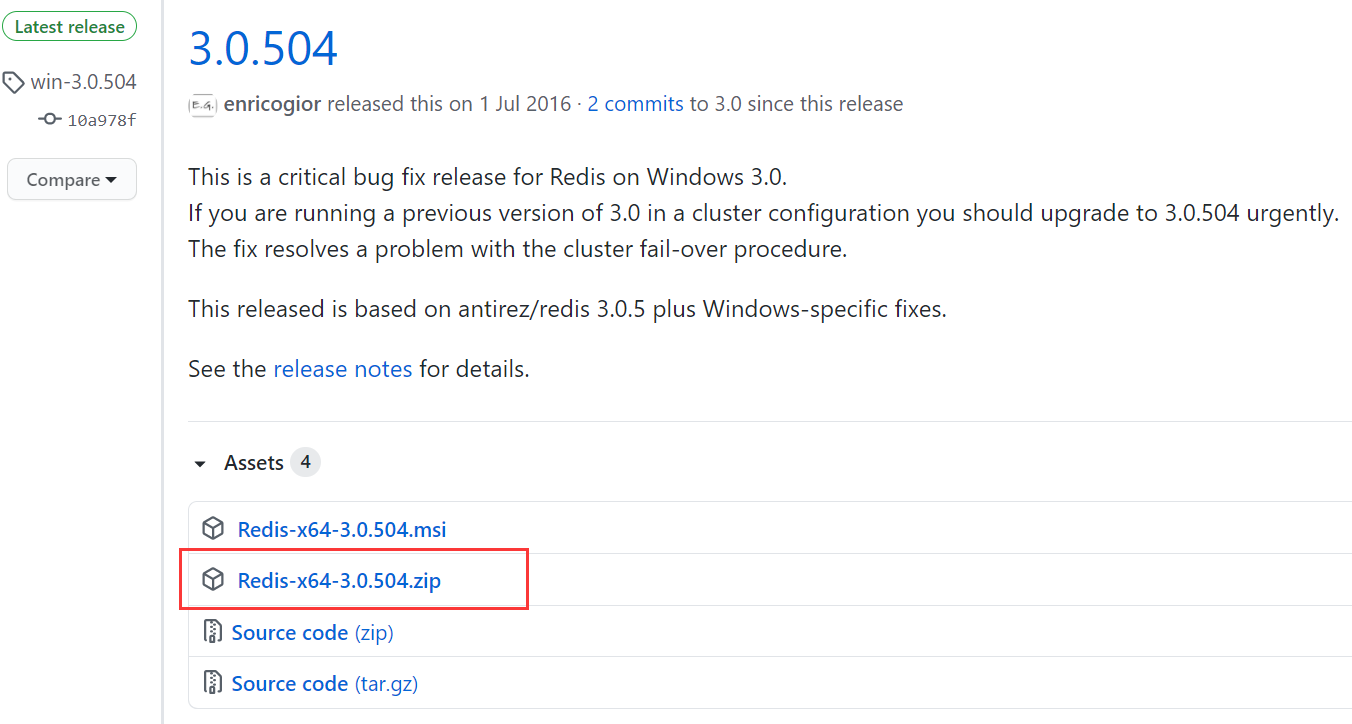 Latest release
win-3.0.504
10a978f
Compare
3.0.504
E.G. enricogior released this on 1 Jul 2016 · 2 commits to 3.0 since this release
This is a critical bug fix release for Redis on Windows 3.0.
If you are running a previous version of 3.0 in a cluster configuration you should upgrade to 3.0.504 urgently.
The fix resolves a problem with the cluster fail-over procedure.
This released is based on antirez/redis 3.0.5 plus Windows-specific fixes.
See the release notes for details.
Assets 4
Redis-x64-3.0.504.msi
Redis-x64-3.0.504.zip
Source code (zip)
Source code (tar.gz)